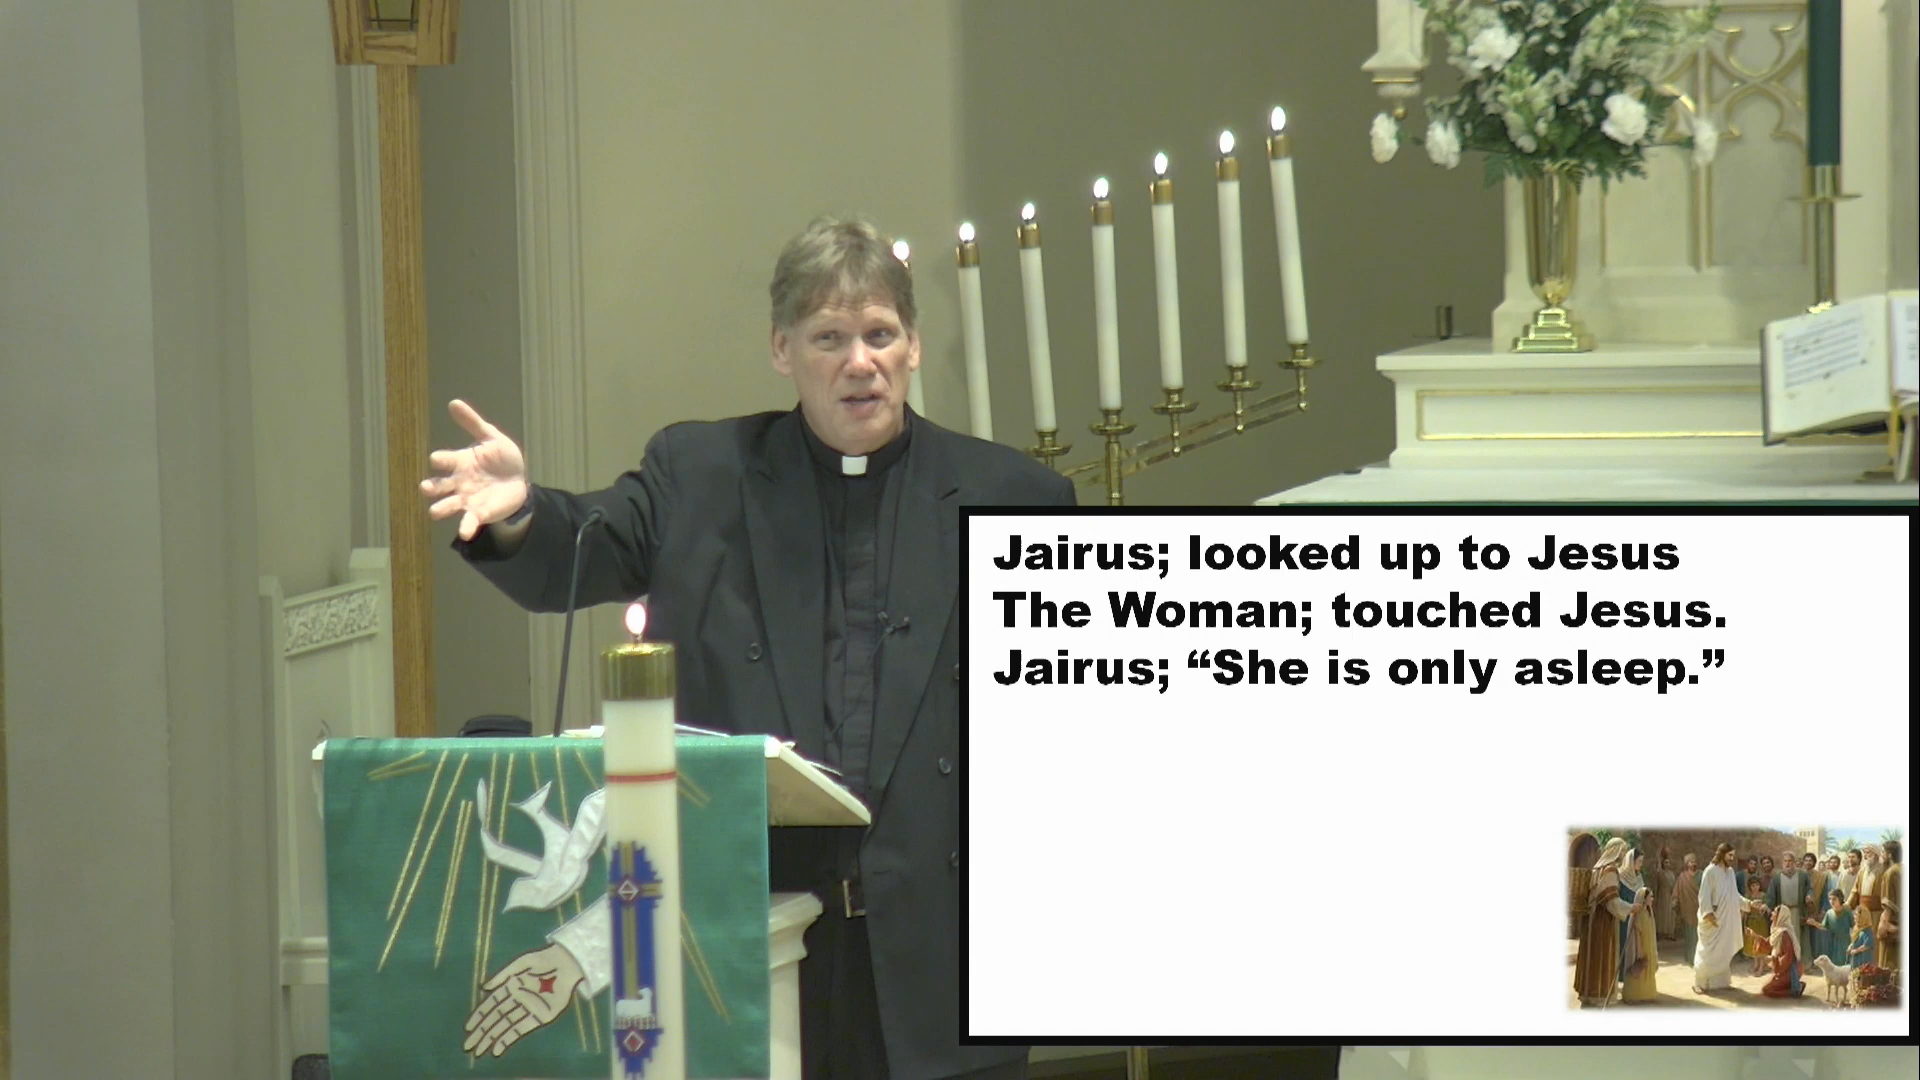 Jairus; looked up to Jesus
The Woman; touched Jesus.
Jairus; “She is only asleep.”